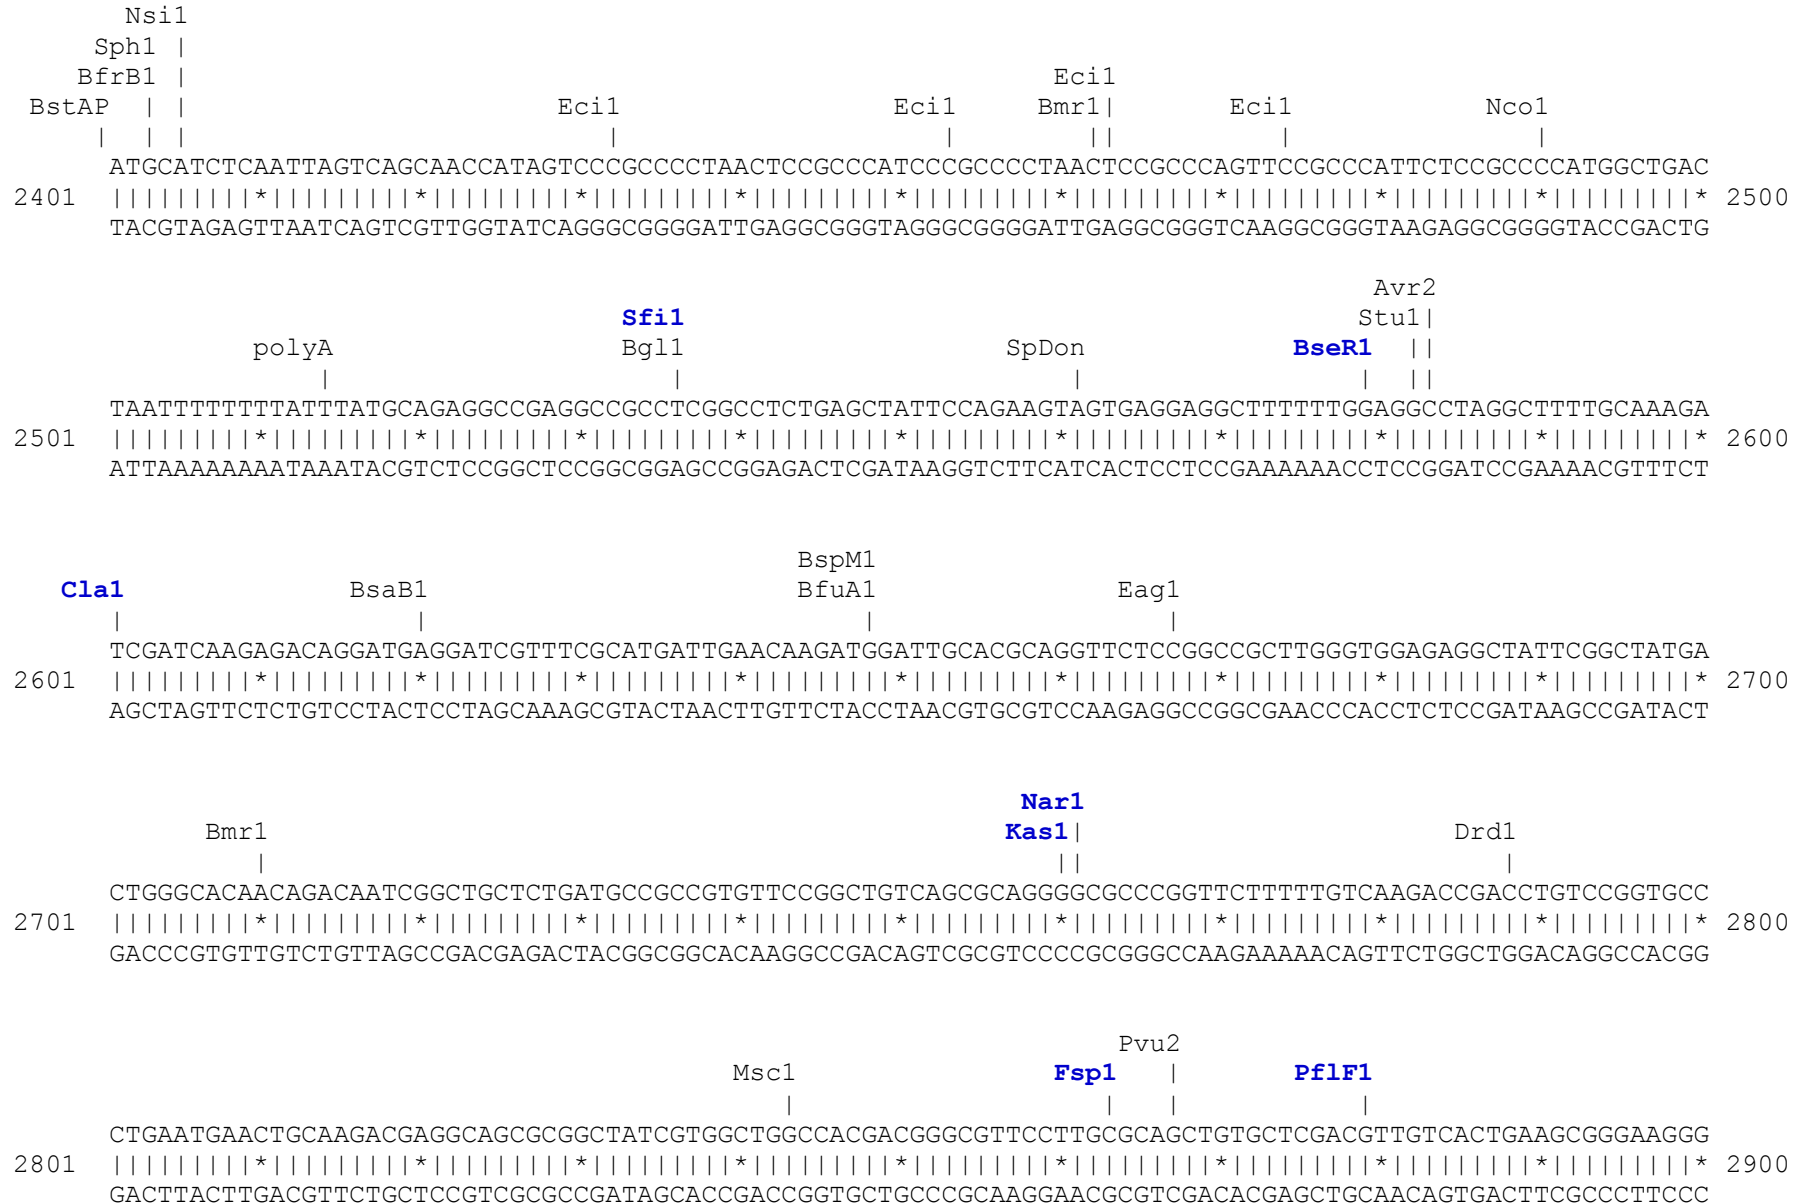 Nsi1
Sph1 |
BfrB1 |
BstAP | | Eci1 Eci1 Eci1 Bmr1| Eci1 Nco1
| | | | | || | |
ATGCATCTCAATTAGTCAGCAACCATAGTCCCGCCCCTAACTCCGCCCATCCCGCCCCTAACTCCGCCCAGTTCCGCCCATTCTCCGCCCCATGGCTGAC
2401 |||||||||*|||||||||*|||||||||*|||||||||*|||||||||*|||||||||*|||||||||*|||||||||*|||||||||*|||||||||* 2500
TACGTAGAGTTAATCAGTCGTTGGTATCAGGGCGGGGATTGAGGCGGGTAGGGCGGGGATTGAGGCGGGTCAAGGCGGGTAAGAGGCGGGGTACCGACTG
Avr2
Sfi1 Stu1|
polyA Bgl1 SpDon BseR1 ||
| | | | ||
TAATTTTTTTTATTTATGCAGAGGCCGAGGCCGCCTCGGCCTCTGAGCTATTCCAGAAGTAGTGAGGAGGCTTTTTTGGAGGCCTAGGCTTTTGCAAAGA
2501 |||||||||*|||||||||*|||||||||*|||||||||*|||||||||*|||||||||*|||||||||*|||||||||*|||||||||*|||||||||* 2600
ATTAAAAAAAATAAATACGTCTCCGGCTCCGGCGGAGCCGGAGACTCGATAAGGTCTTCATCACTCCTCCGAAAAAACCTCCGGATCCGAAAACGTTTCT
BspM1
Cla1 BsaB1 BfuA1 Eag1
| | | |
TCGATCAAGAGACAGGATGAGGATCGTTTCGCATGATTGAACAAGATGGATTGCACGCAGGTTCTCCGGCCGCTTGGGTGGAGAGGCTATTCGGCTATGA
2601 |||||||||*|||||||||*|||||||||*|||||||||*|||||||||*|||||||||*|||||||||*|||||||||*|||||||||*|||||||||* 2700
AGCTAGTTCTCTGTCCTACTCCTAGCAAAGCGTACTAACTTGTTCTACCTAACGTGCGTCCAAGAGGCCGGCGAACCCACCTCTCCGATAAGCCGATACT
Nar1
Bmr1 Kas1| Drd1
| || |
CTGGGCACAACAGACAATCGGCTGCTCTGATGCCGCCGTGTTCCGGCTGTCAGCGCAGGGGCGCCCGGTTCTTTTTGTCAAGACCGACCTGTCCGGTGCC
2701 |||||||||*|||||||||*|||||||||*|||||||||*|||||||||*|||||||||*|||||||||*|||||||||*|||||||||*|||||||||* 2800
GACCCGTGTTGTCTGTTAGCCGACGAGACTACGGCGGCACAAGGCCGACAGTCGCGTCCCCGCGGGCCAAGAAAAACAGTTCTGGCTGGACAGGCCACGG
Pvu2
Msc1 Fsp1 | PflF1
| | | |
CTGAATGAACTGCAAGACGAGGCAGCGCGGCTATCGTGGCTGGCCACGACGGGCGTTCCTTGCGCAGCTGTGCTCGACGTTGTCACTGAAGCGGGAAGGG
2801 |||||||||*|||||||||*|||||||||*|||||||||*|||||||||*|||||||||*|||||||||*|||||||||*|||||||||*|||||||||* 2900
GACTTACTTGACGTTCTGCTCCGTCGCGCCGATAGCACCGACCGGTGCTGCCCGCAAGGAACGCGTCGACACGAGCTGCAACAGTGACTTCGCCCTTCCC